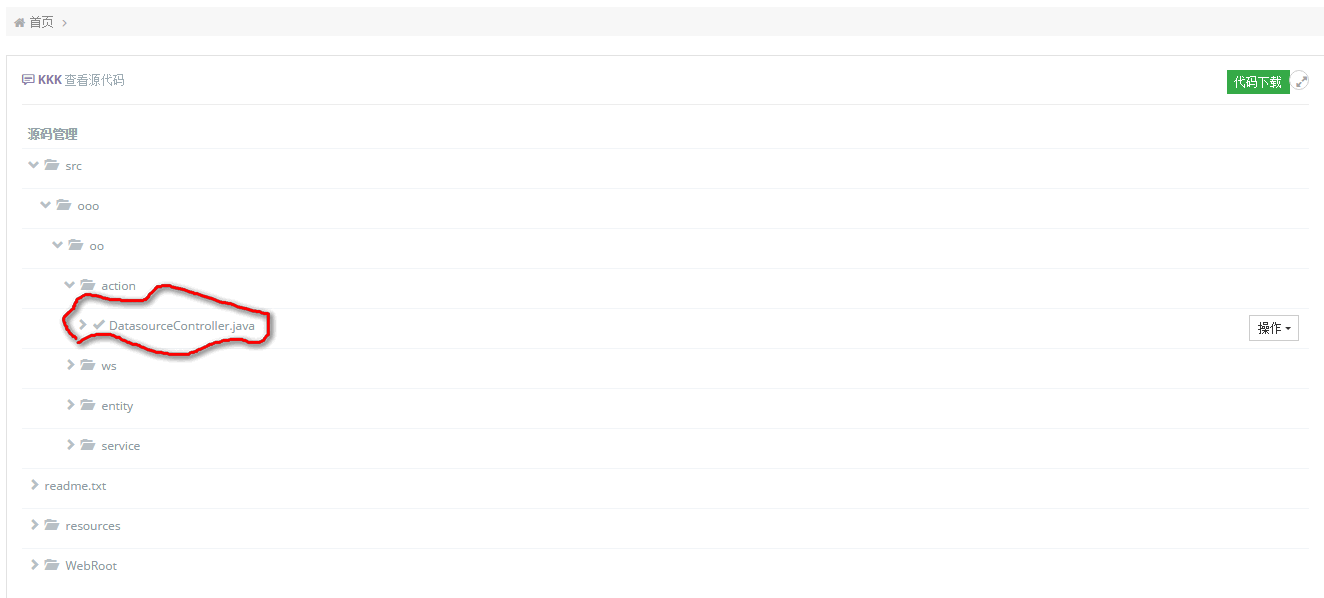 首页
KKK 查看源代码
代码下载
源码管理
src
ooo
oo
action
DatasourceController.java
操作
ws
entity
service
readme.txt
resources
WebRoot